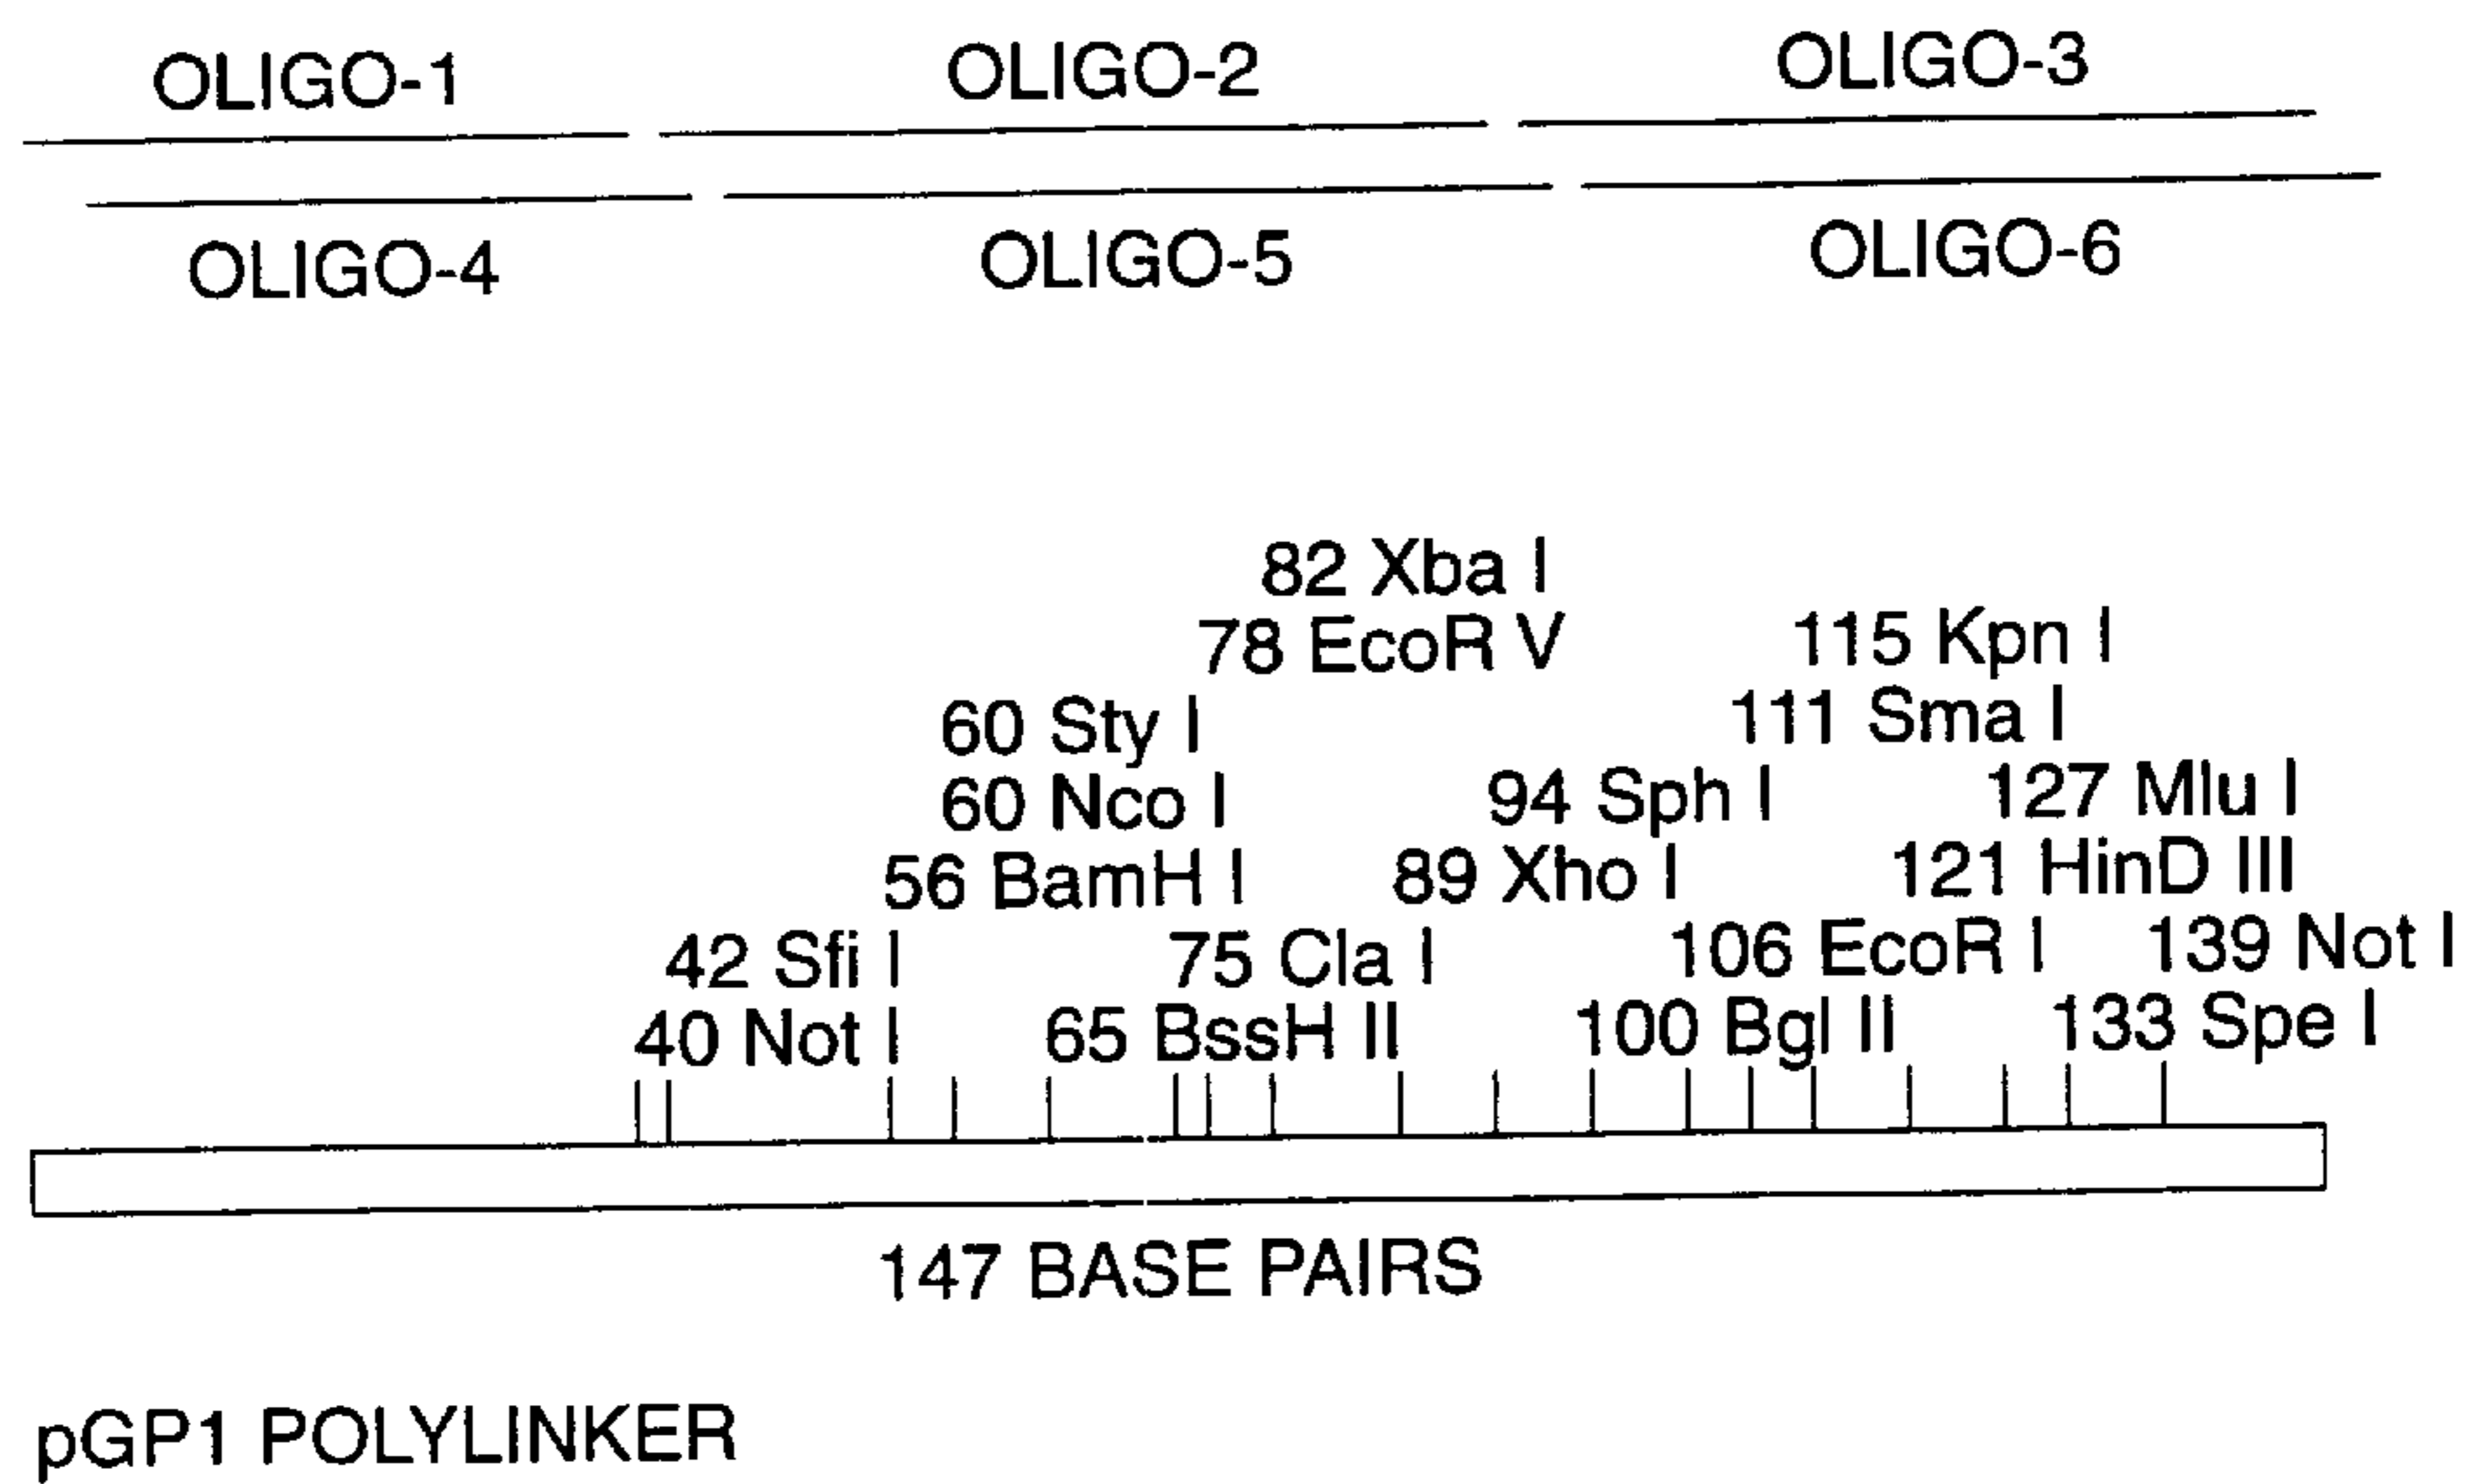 OLIGO-1 OLIGO-2 OLIGO-3
OLIGO-4 OLIGO-5 OLIGO-6
82 Xba I
78 EcoR V 115 Kpn I
60 Sty I 111 Sma I
60 Nco I 94 Sph I 127 Mlu I
56 BamH I 89 Xho I 121 HinD III
42 Sfi I 75 Cla I 106 EcoR I 139 Not I
40 Not I 65 BssH II 100 Bgl II 133 Spe I
147 BASE PAIRS
pGP1 POLYLINKER